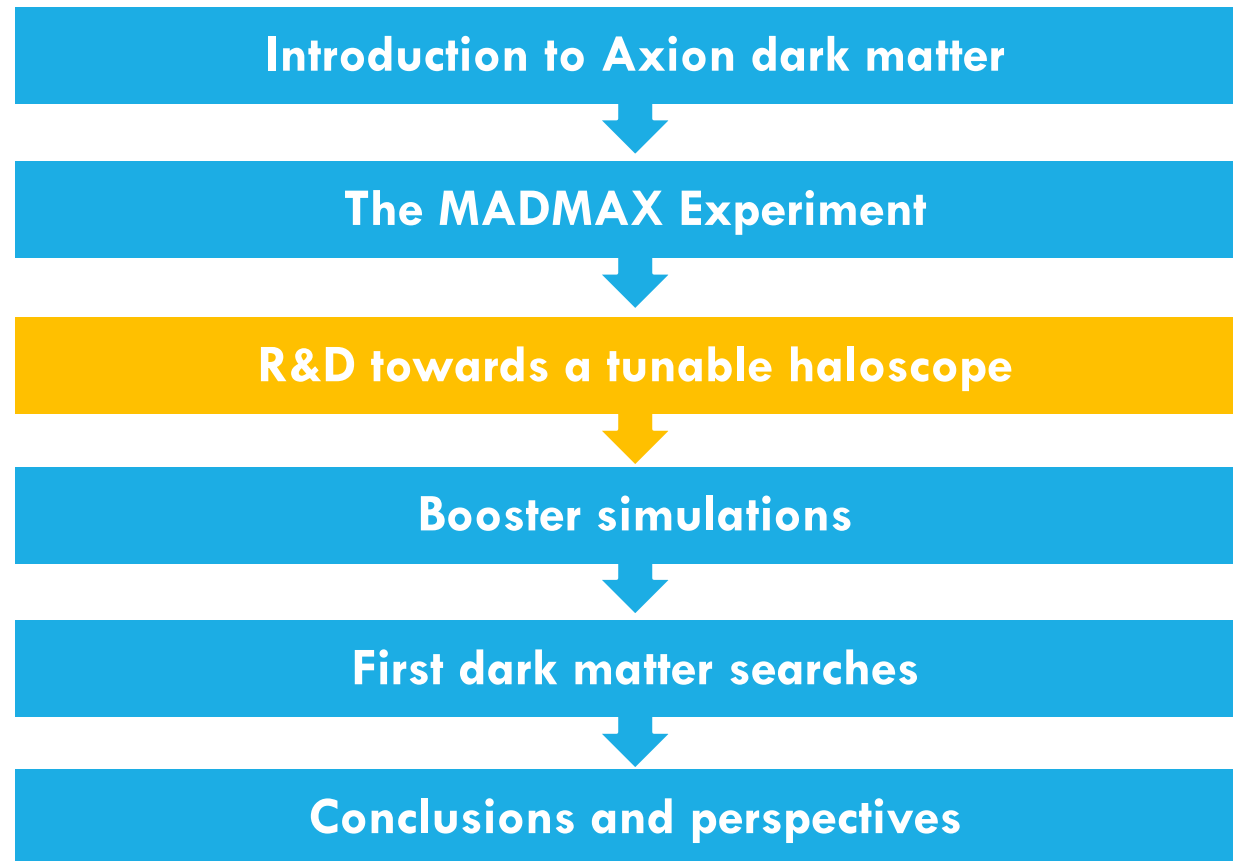 Introduction to Axion dark matter
The MADMAX Experiment
R&D towards a tunable haloscope
Booster simulations
First dark matter searches
Conclusions and perspectives